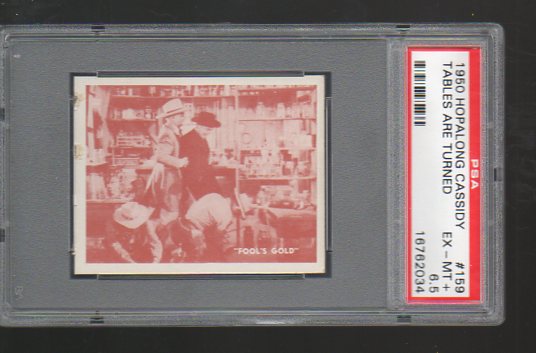 1950 HOPALONG CASSIDY #159
TABLES ARE TURNED EX - MT +
6.5
16762034
PSA
"FOOL'S GOLD"